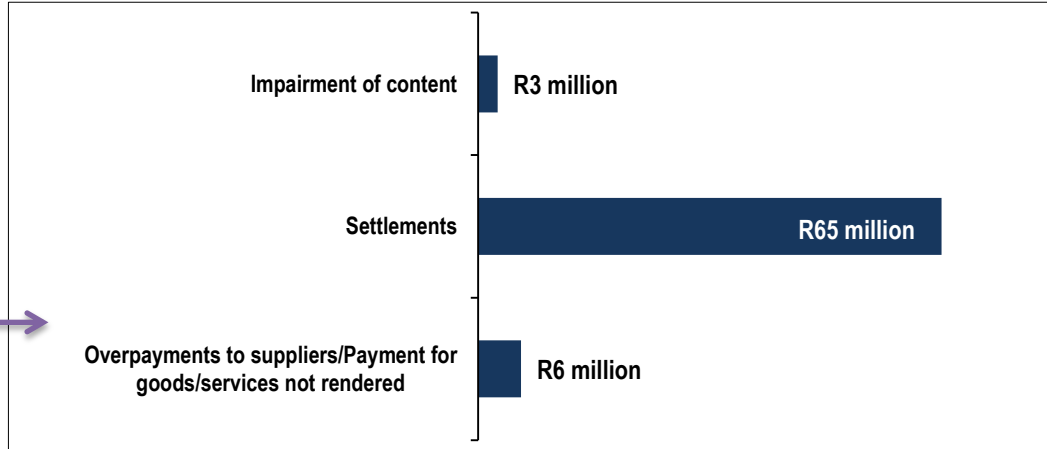 Impairment of content
R3 million
Settlements
R65 million
Overpayments to suppliers/Payment for
goods/services not rendered
R6 million